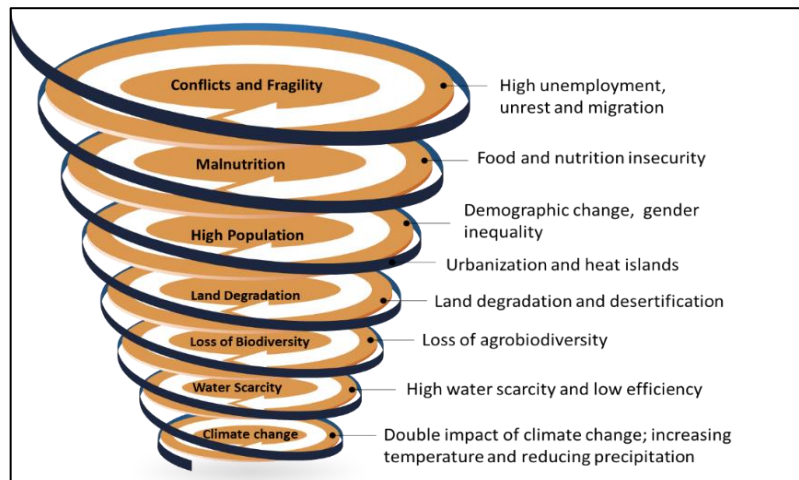 Conflicts and Fragility
High unemployment,
unrest and migration
Malnutrition
Food and nutrition insecurity
High Population
Demographic change, gender
inequality
Urbanization and heat islands
Land Degradation
Land degradation and desertification
Loss of Biodiversity
Loss of agrobiodiversity
Water Scarcity
High water scarcity and low efficiency
Climate change
Double impact of climate change; increasing
temperature and reducing precipitation